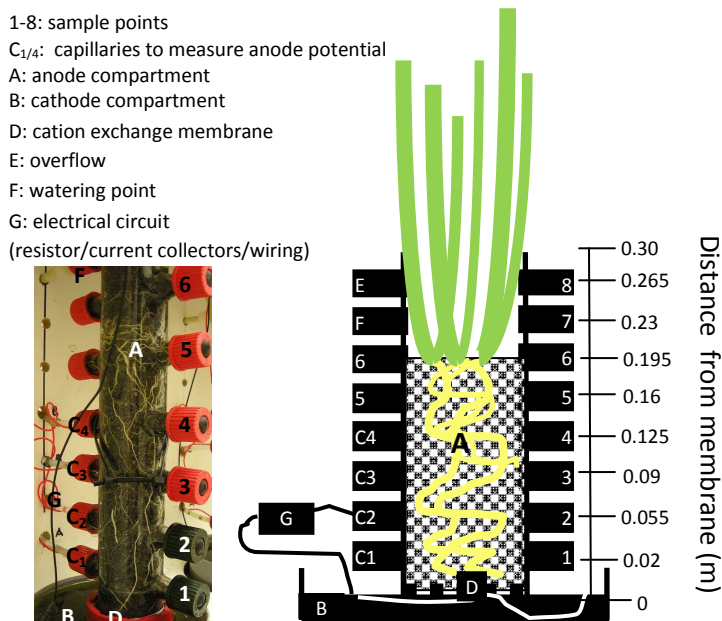 1-8: sample points
C1/4: capillaries to measure anode potential
A: anode compartment
B: cathode compartment
D: cation exchange membrane
E: overflow
F: watering point
G: electrical circuit
(resistor/current collectors/wiring)
F
6
A
5
C4
4
C3
3
G
C2
2
A
C1
1
B
D
E
8
F
7
6
6
5
5
C4
A
4
C3
3
G
C2
2
C1
1
D
B
0.30
0.265
0.23
0.195
0.16
0.125
0.09
0.055
0.02
0
Distance from membrane (m)